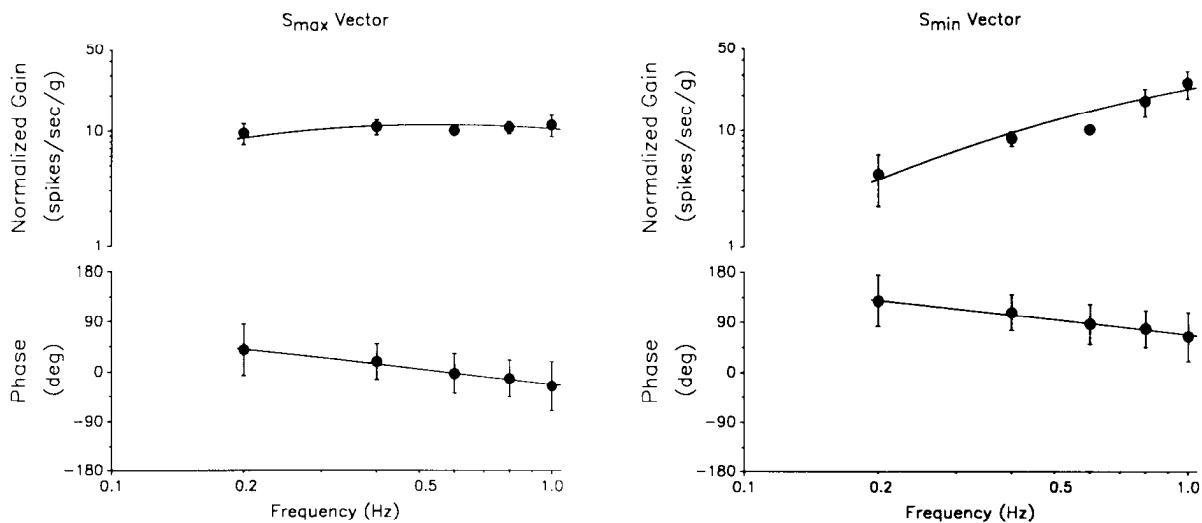 Smax Vector
Normalized Gain
(spikes/sec/g)
50
10
1
Phase
(deg)
180
90
0
−90
−180
0.1
0.2
0.5
1.0
Frequency (Hz)
Smin Vector
Normalized Gain
(spikes/sec/g)
50
10
1
Phase
(deg)
180
90
0
−90
−180
0.1
0.2
0.5
1.0
Frequency (Hz)